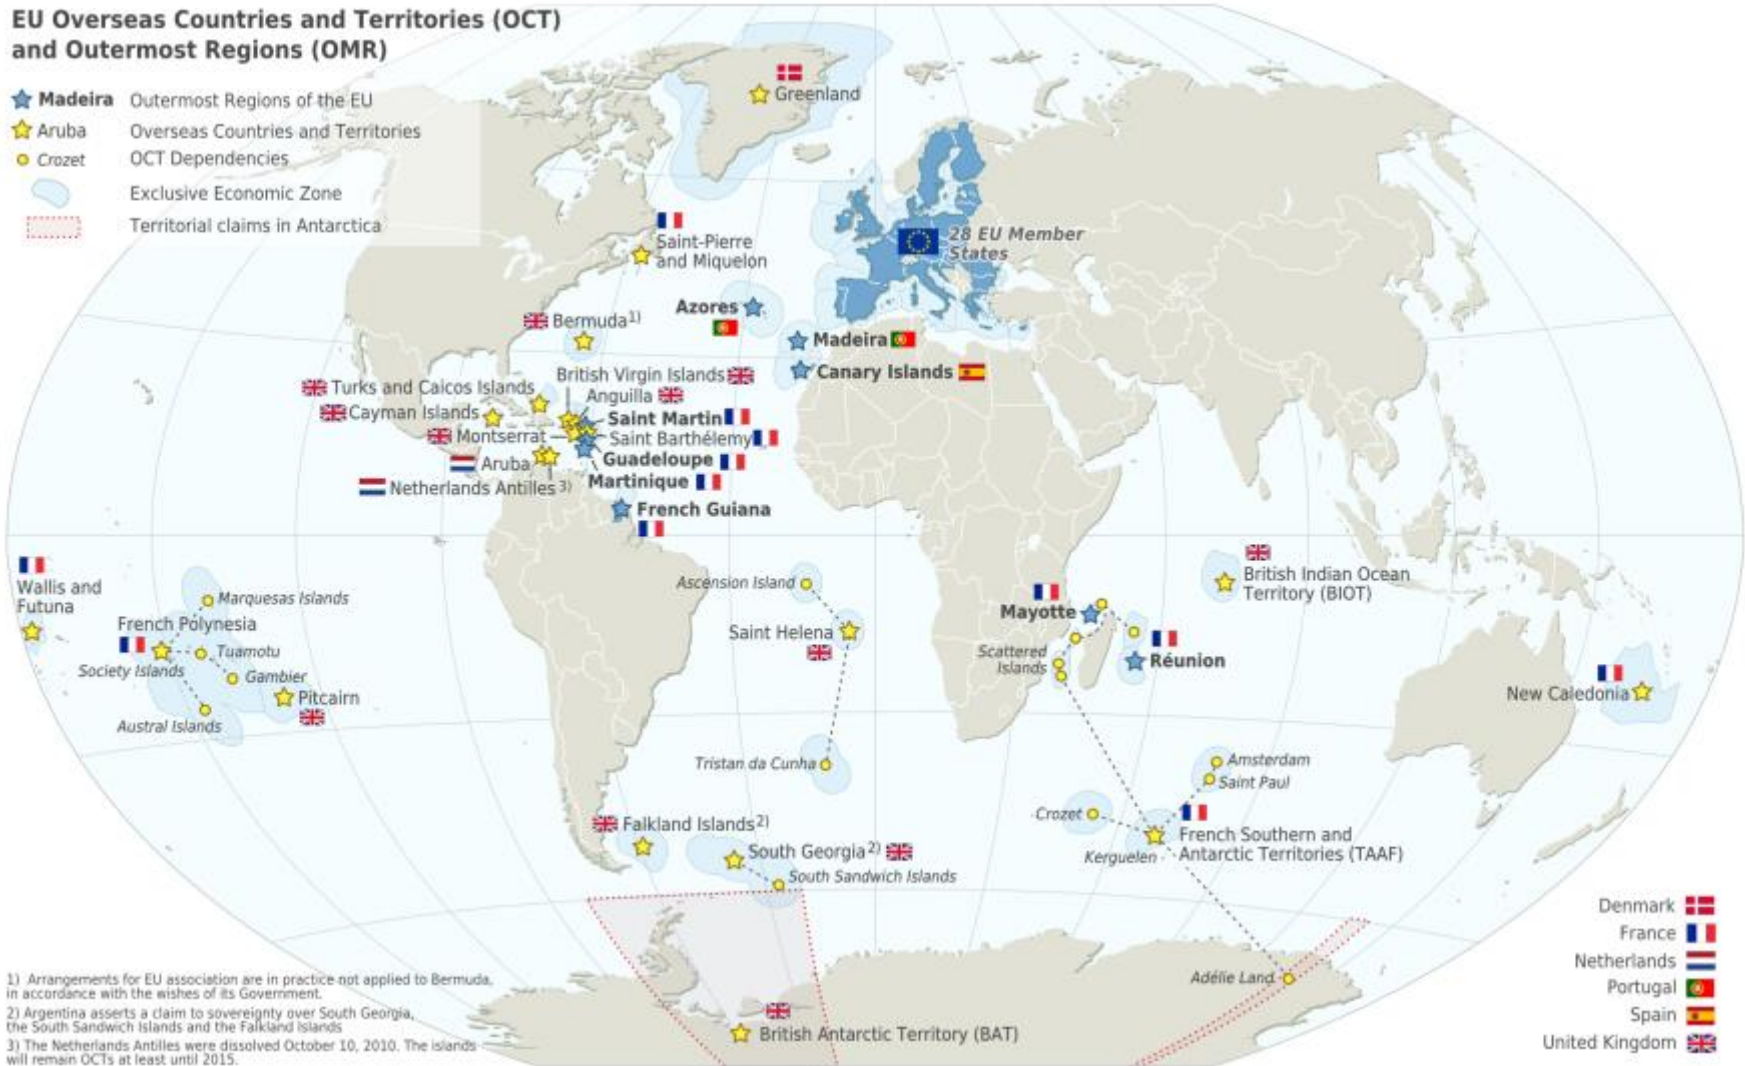 EU Overseas Countries and Territories (OCT)
and Outermost Regions (OMR)
Madeira Outermost Regions of the EU
Aruba Overseas Countries and Territories
Crozet OCT Dependencies
Exclusive Economic Zone
Territorial claims in Antarctica
Greenland
28 EU Member
States
Saint-Pierre
and Miquelon
Azores
Bermuda 1)
Madeira
Canary Islands
British Virgin Islands
Turks and Caicos Islands
Anguilla
Cayman Islands
Saint Martin
Montserrat
Saint Barthélemy
Aruba
Guadeloupe
Netherlands Antilles 3)
Martinique
French Guiana
Wallis and
Futuna
Marquesas Islands
French Polynesia
Tuamotu
Society Islands
Gambier
Pitcairn
Austral Islands
Ascension Island
Saint Helena
Tristan da Cunha
British Indian Ocean
Territory (BIOT)
Mayotte
Scattered
Islands
Réunion
New Caledonia
Amsterdam
Saint Paul
Crozet
French Southern and
Antarctic Territories (TAAF)
Kerguelen
Falkland Islands 2)
South Georgia 2)
South Sandwich Islands
Adélie Land
British Antarctic Territory (BAT)
Denmark
France
Netherlands
Portugal
Spain
United Kingdom
1) Arrangements for EU association are in practice not applied to Bermuda,
in accordance with the wishes of its Government.
2) Argentina asserts a claim to sovereignty over South Georgia,
the South Sandwich Islands and the Falkland Islands
3) The Netherlands Antilles were dissolved October 10, 2010. The islands
will remain OCTs at least until 2015.